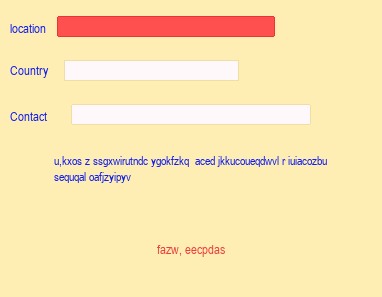 location
Country
Contact
u,kxos z ssgxwirutndc ygokfzkq aced jkkucoueqdwvl r iuiacozbu
sequqal oafjzyipyv
fazw, eecpdas